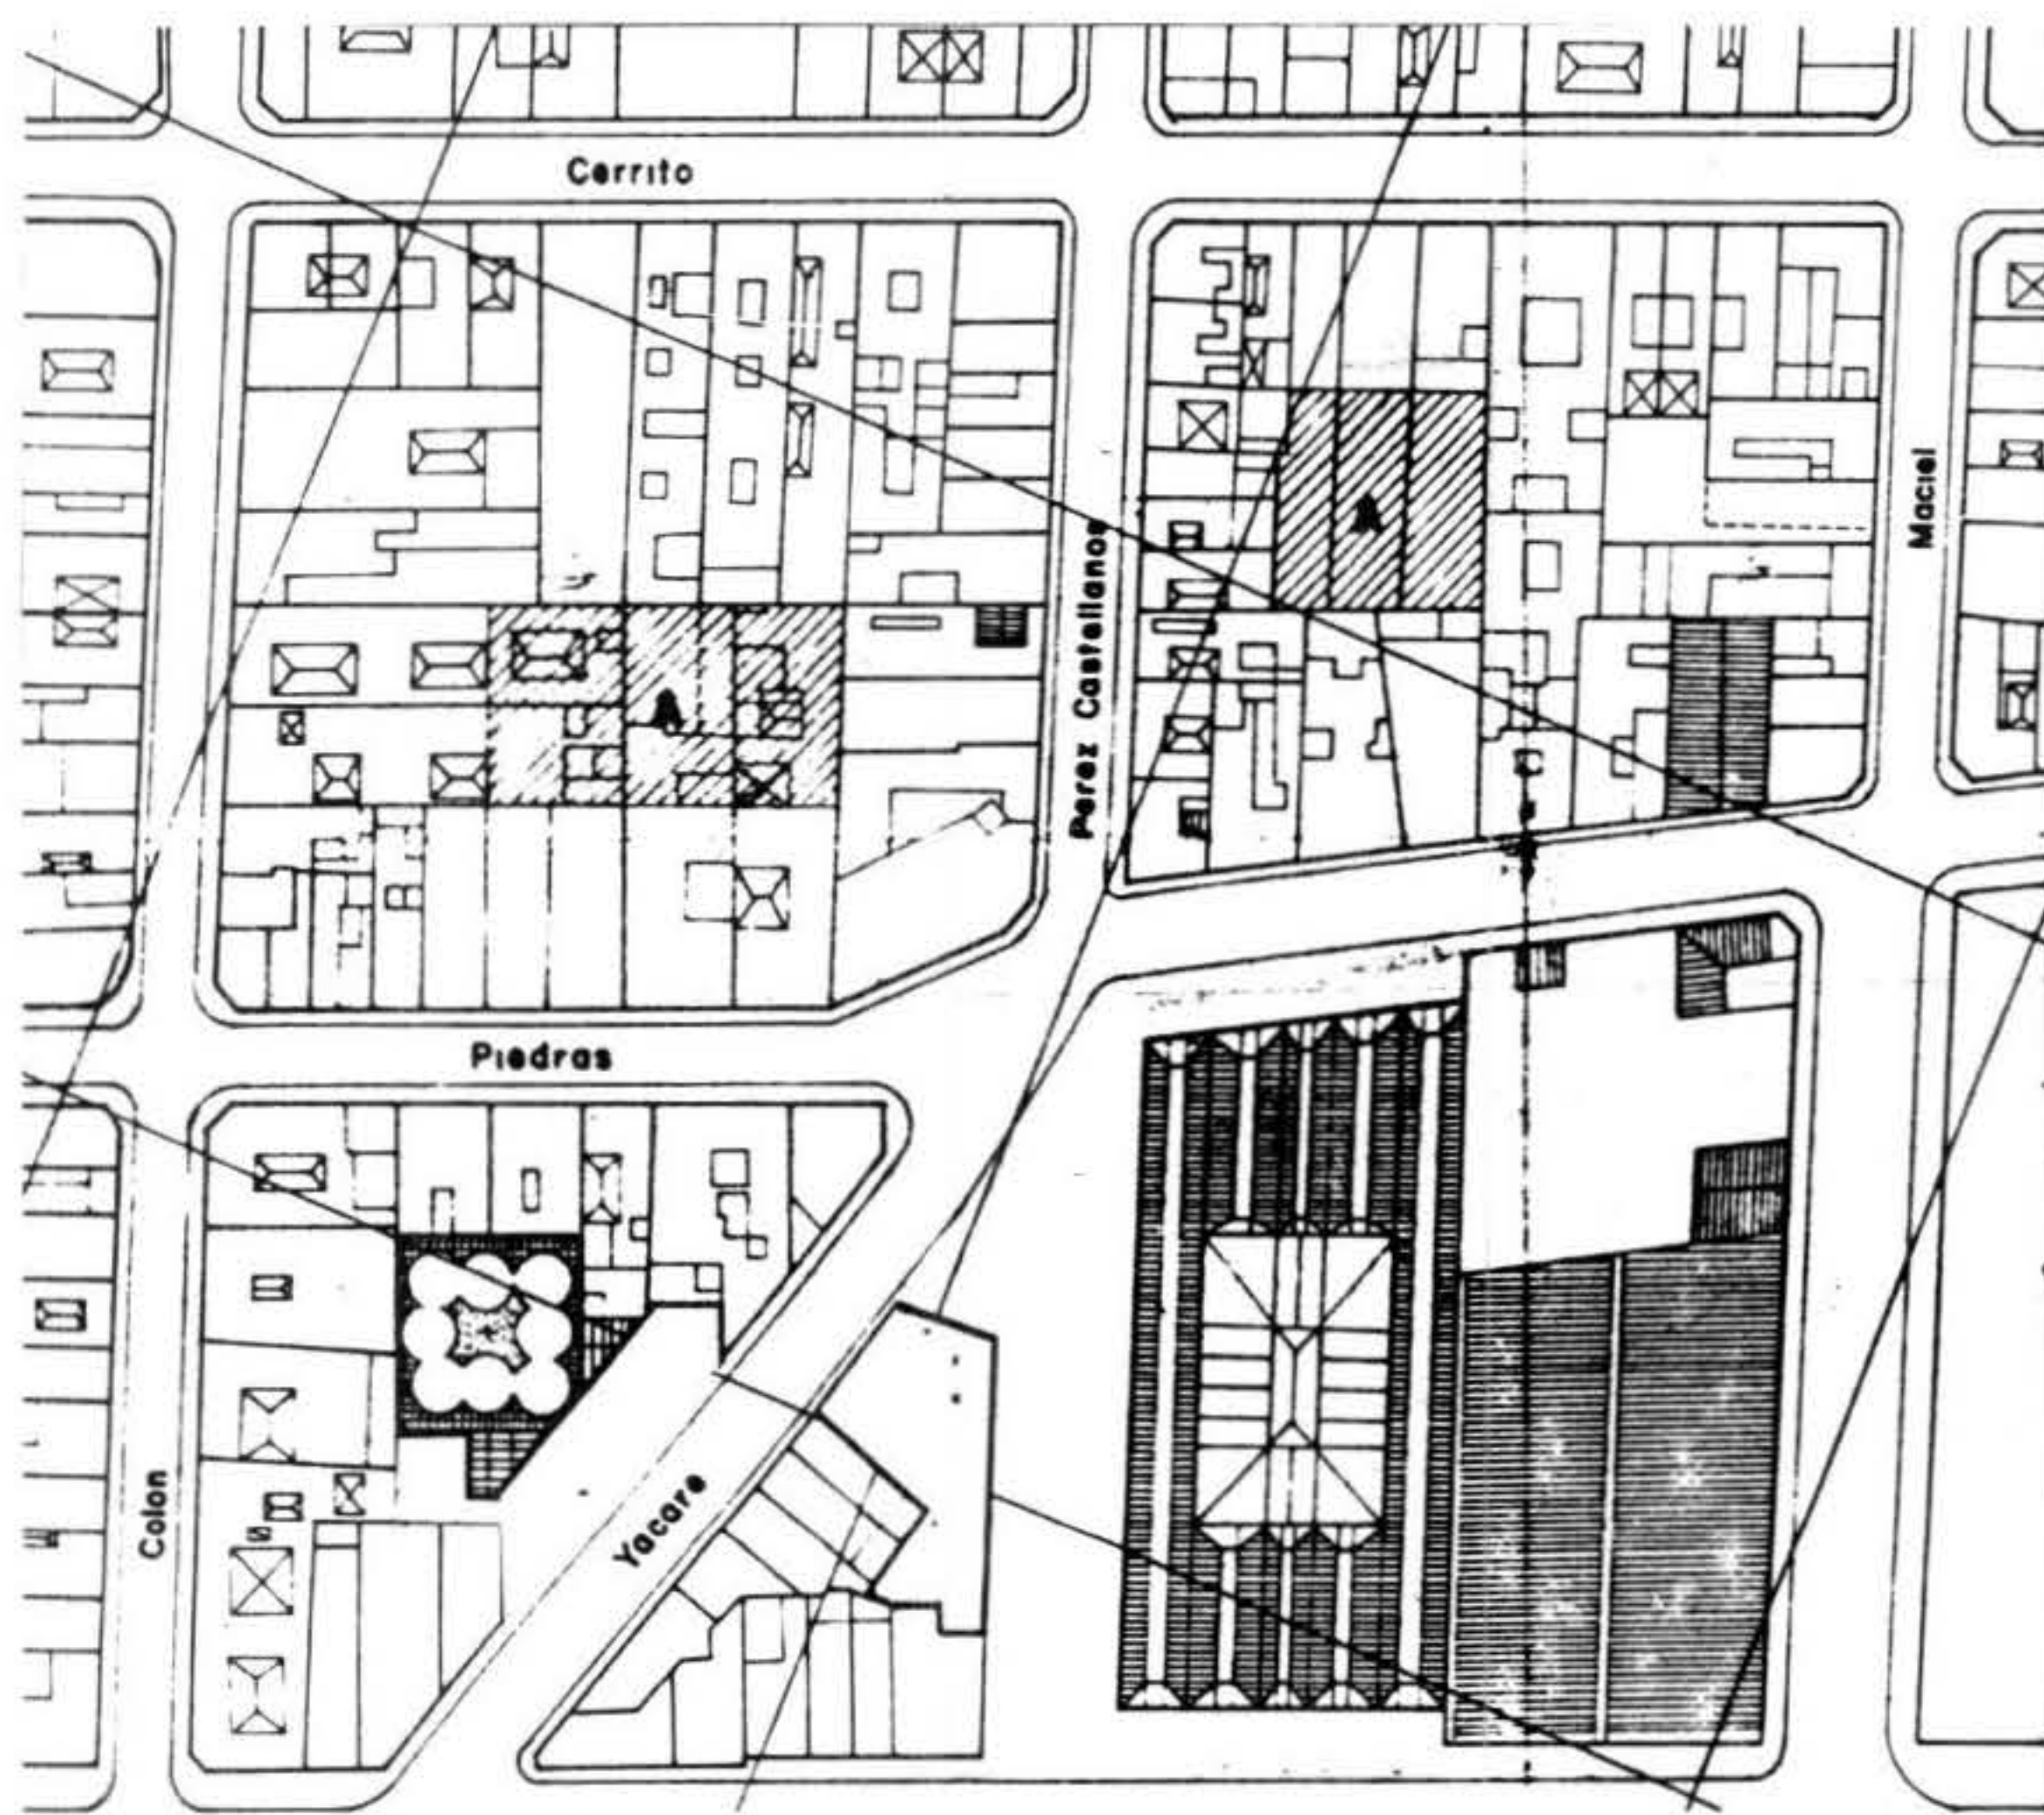 Cerrito
A
Maciel
Perez Castellanos
A
Piedras
Colon
Yacare